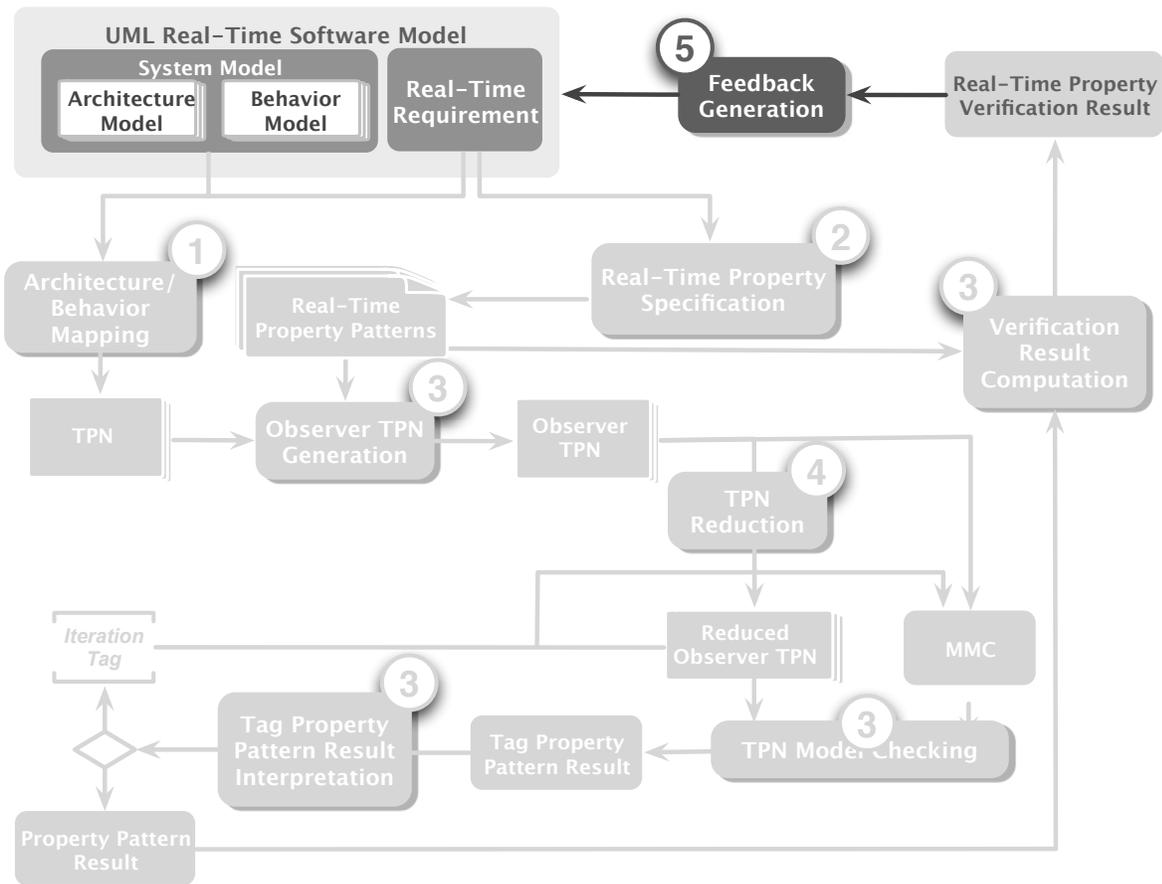 UML Real-Time Software Model
System Model
Architecture
Model
Behavior
Model
Real-Time
Requirement
5
Feedback
Generation
Real-Time Property
Verification Result
1
Architecture/
Behavior
Mapping
2
Real-Time Property
Specification
Real-Time
Property Patterns
3
Verification
Result
Computation
TPN
3
Observer TPN
Generation
Observer
TPN
4
TPN
Reduction
Iteration
Tag
Reduced
Observer TPN
MMC
3
Tag Property
Pattern Result
Interpretation
Tag Property
Pattern Result
3
TPN Model Checking
Property Pattern
Result